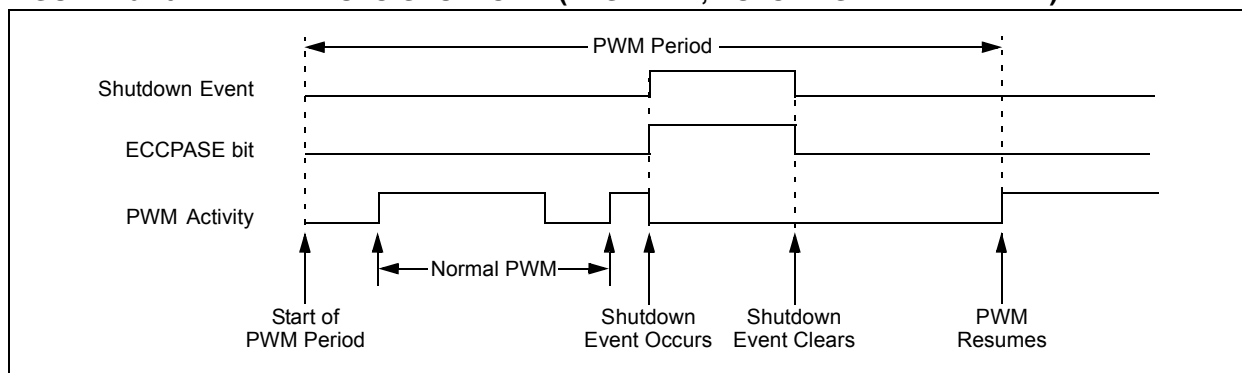 PWM Period
Shutdown Event
ECCPASE bit
PWM Activity
Normal PWM
Start of
PWM Period
Shutdown
Event Occurs
Shutdown
Event Clears
PWM
Resumes